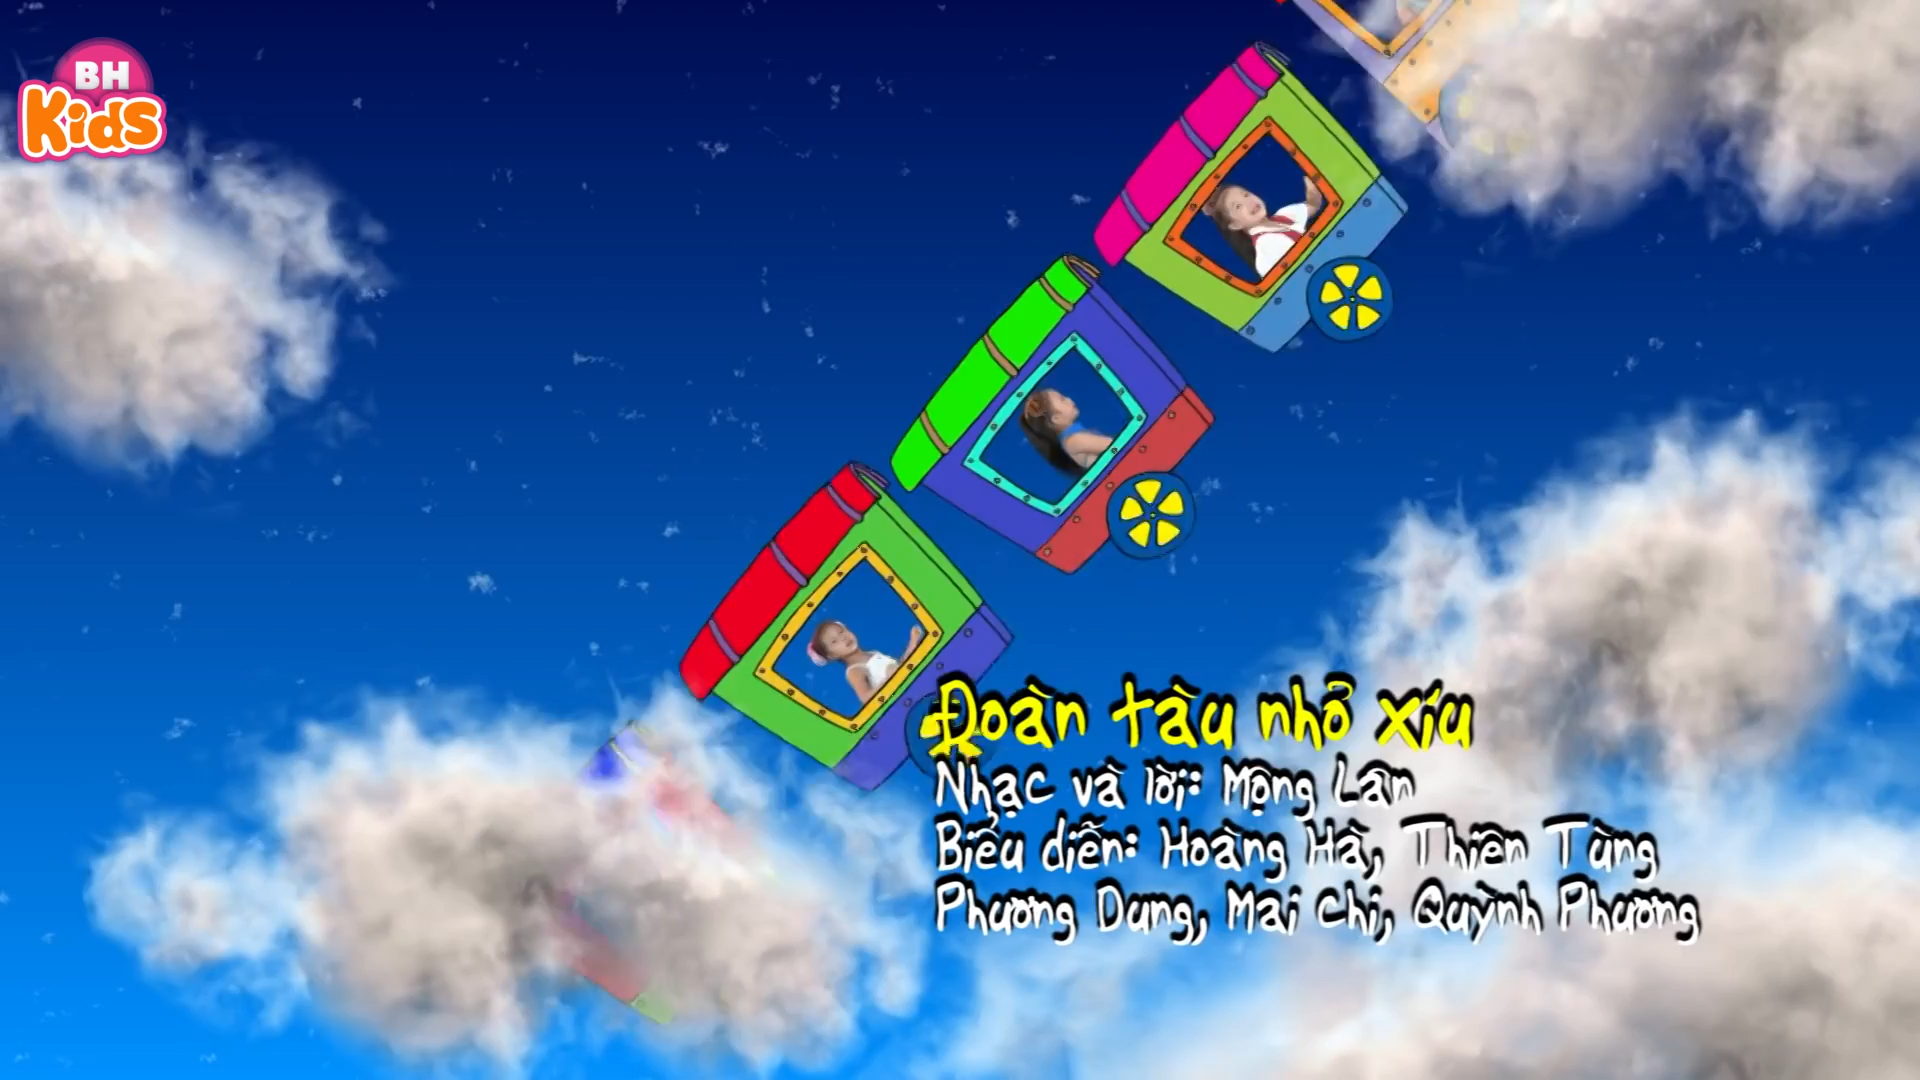 BH
Kids
Đoàn tàu nhỏ xíu
Nhạc và lời: Mộng Lân
Biểu diễn: Hoàng Hà, Thiên Tùng
Phương Dung, Mai Chi, Quỳnh Phương